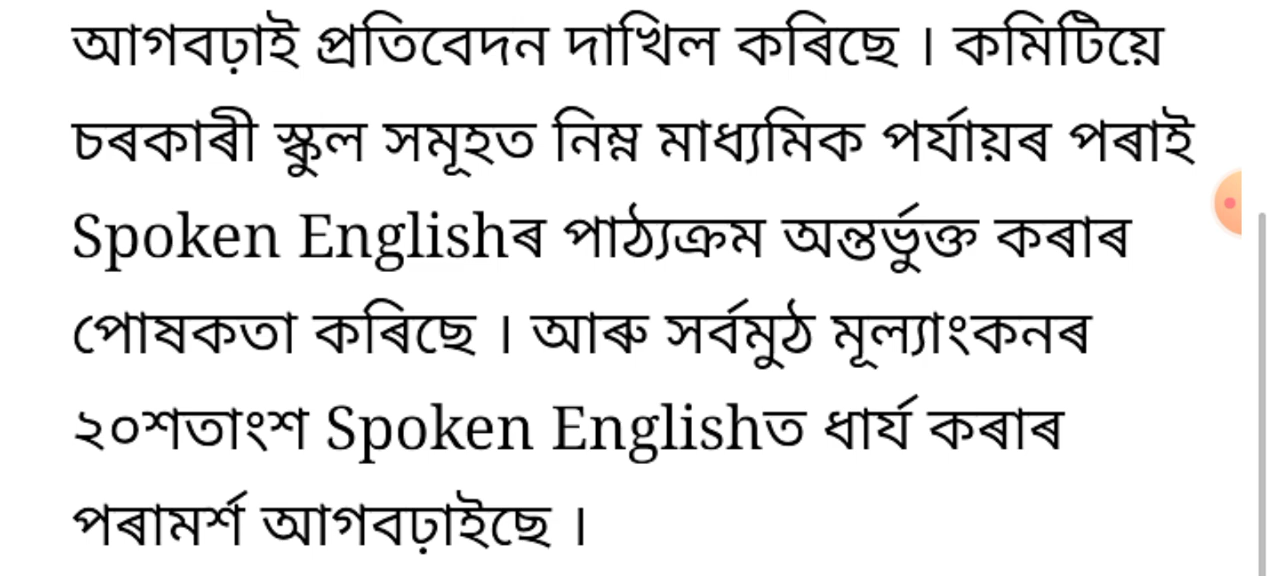 আগবঢ়াই প্ৰতিবেদন দাখিল কৰিছে । কমিটিয়ে
চৰকাৰী স্কুল সমূহত নিম্ন মাধ্যমিক পৰ্যায়ৰ পৰাই
Spoken Englishৰ পাঠ্যক্ৰম অন্তৰ্ভুক্ত কৰাৰ
পোষকতা কৰিছে । আৰু সৰ্বমুঠ মূল্যাংকনৰ
২০শতাংশ Spoken Englishত ধাৰ্য কৰাৰ
পৰামৰ্শ আগবঢ়াইছে ।